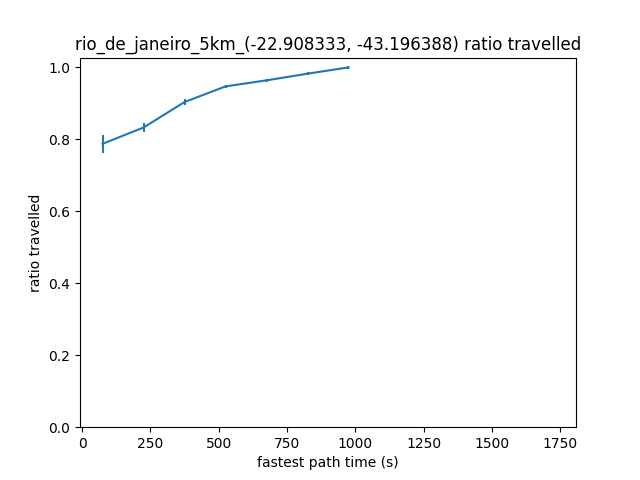 rio_de_janeiro_5km_(-22.908333, -43.196388) ratio travelled
1.0
0.8
0.6
0.4
0.2
0.0
ratio travelled
0 250 500 750 1000 1250 1500 1750
fastest path time (s)